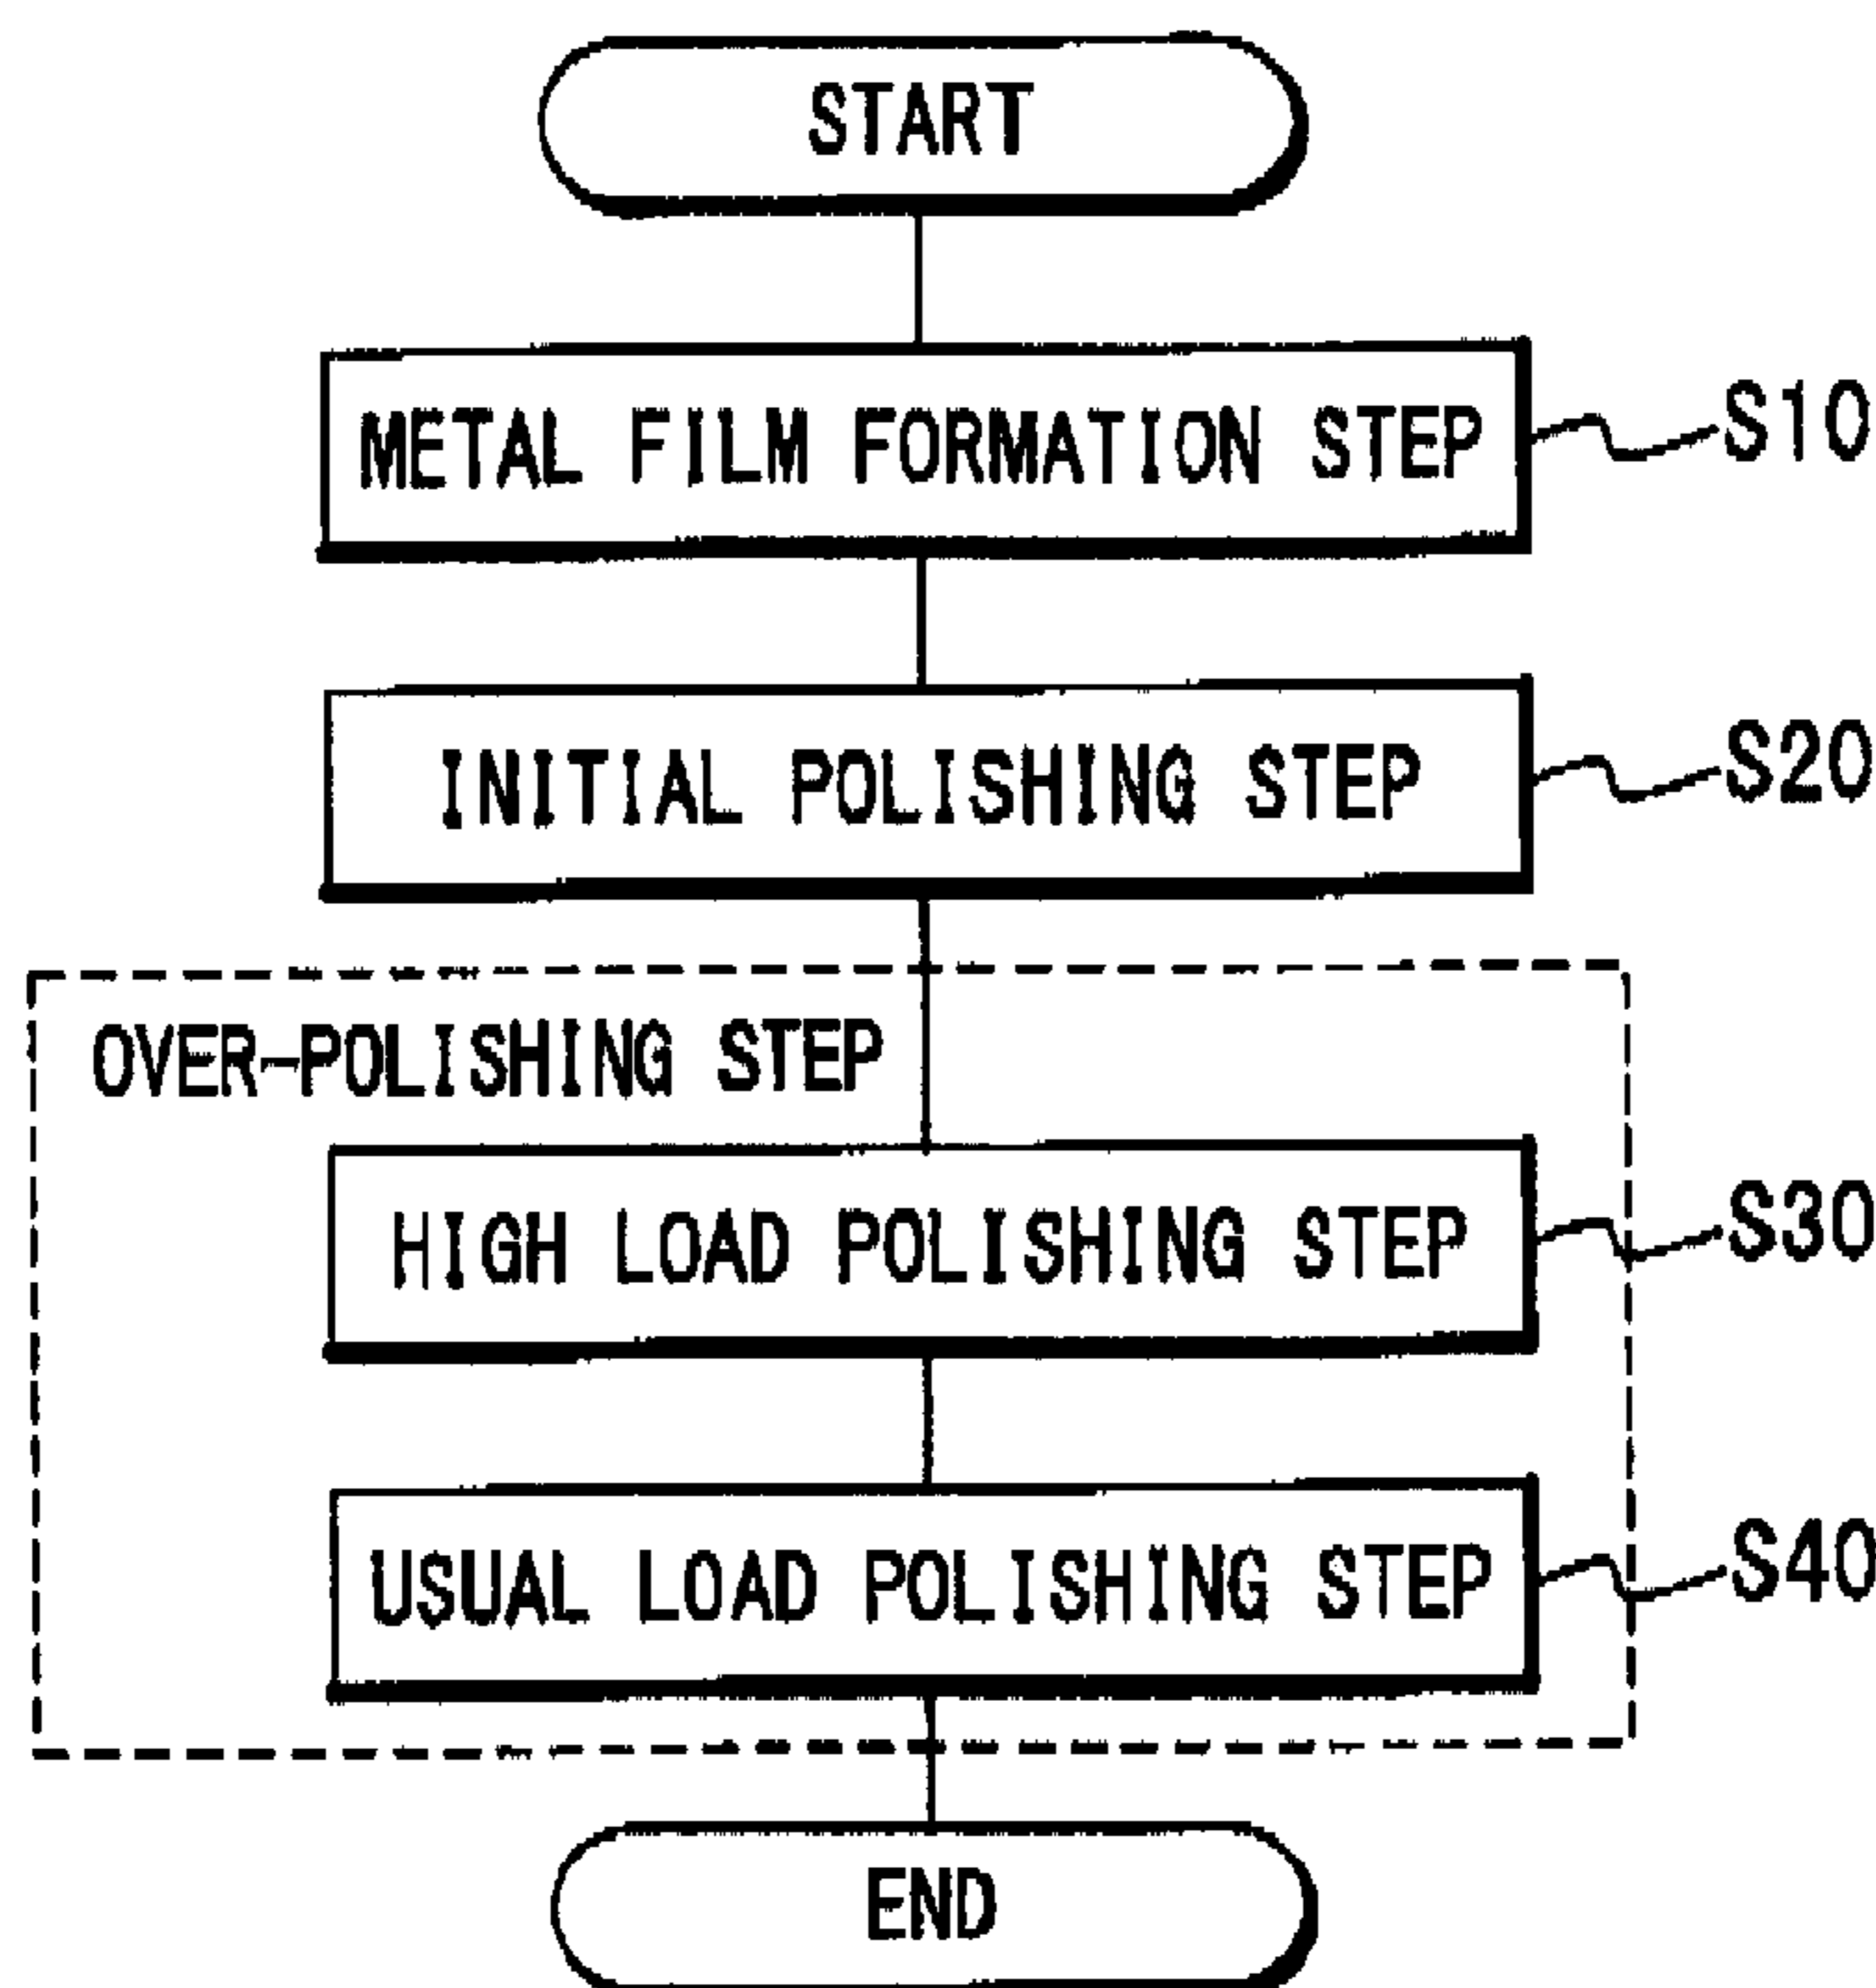 START
METAL FILM FORMATION STEP
S10
INITIAL POLISHING STEP
S20
OVER-POLISHING STEP
HIGH LOAD POLISHING STEP
S30
USUAL LOAD POLISHING STEP
S40
END